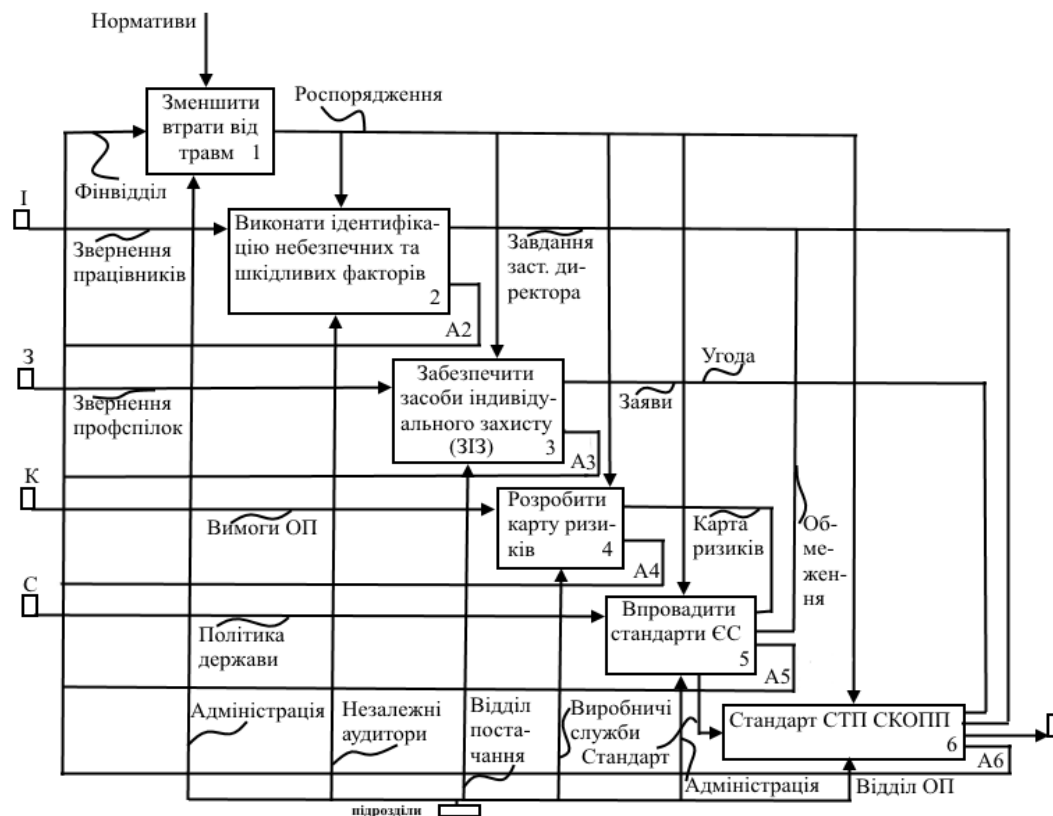 Нормативи
Зменшити
втрати від
травм 1
Роспорядження
Фінвідділ
І
Звернення
працівників
Виконати ідентифіка-
цію небезпечних та
шкідливих факторів
2
Завдання
заст. ди-
ректора
А2
З
Звернення
профспілок
Забезпечити
засоби індивіду-
ального захисту
(ЗІЗ) 3
Угода
Заяви
А3
К
Вимоги ОП
Розробити
карту ризи-
ків 4
Карта
ризиків
Об-
ме-
жен-
ня
А4
С
Політика
держави
Впровадити
стандарти ЄС
5
А5
Адміністрація
Незалежні
аудитори
Відділ
поста-
чання
Виробничі
служби
Стандарт
Стандарт СТП СКОПП
6
А6
Адміністрація
Відділ ОП
підрозділи